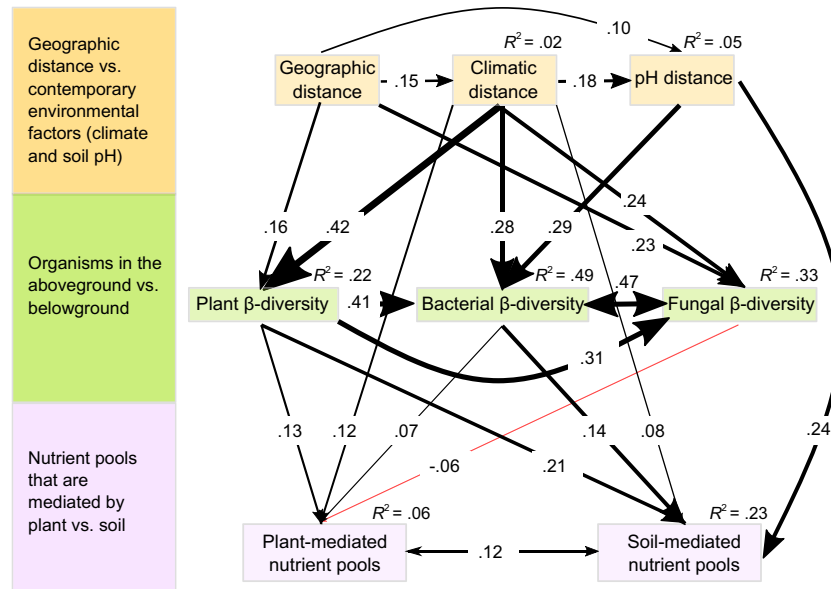 Geographic
distance vs.
contemporary
environmental
factors (climate
and soil pH)
Organisms in the
aboveground vs.
belowground
Nutrient pools
that are
mediated by
plant vs. soil
.10
R² = .02
R² = .05
Geographic
distance
.15
Climatic
distance
.18
pH distance
.16
.42
.28
.29
.24
.23
R² = .22
R² = .49
R² = .33
Plant β-diversity
.41
Bacterial β-diversity
.47
Fungal β-diversity
.31
.13
.12
.07
.14
.08
.24
-.06
.21
R² = .06
R² = .23
Plant-mediated
nutrient pools
.12
Soil-mediated
nutrient pools